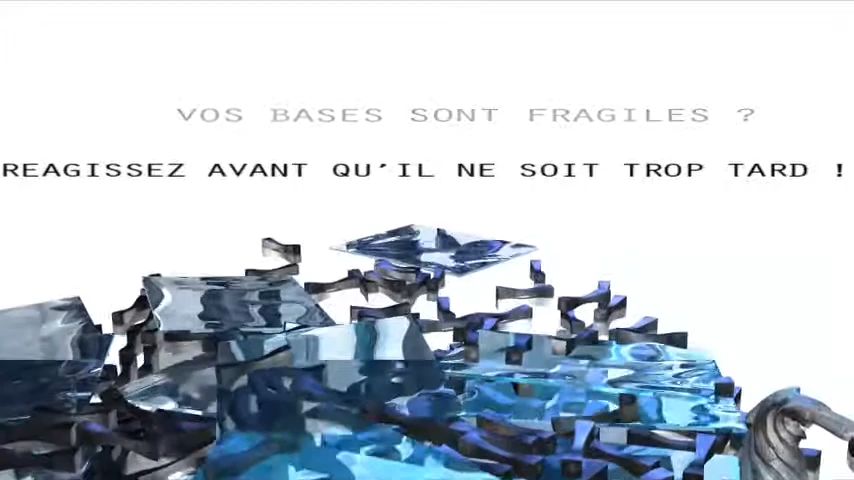 VOS BASES SONT FRAGILES ?
REAGISSEZ AVANT QU'IL NE SOIT TROP TARD !